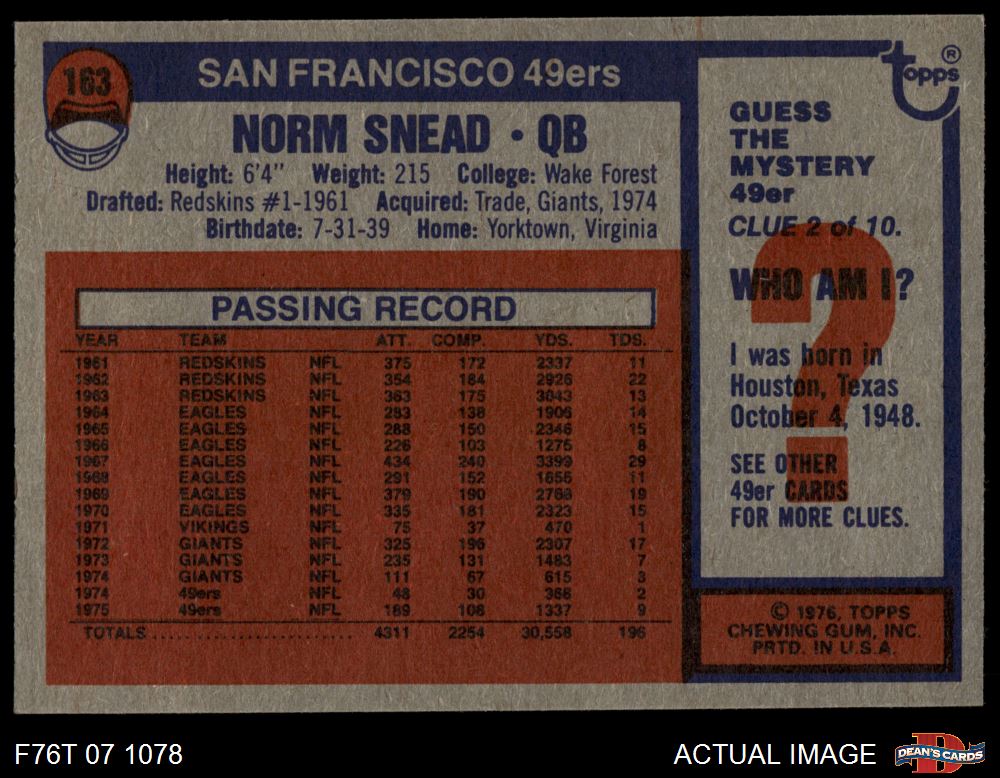 163
SAN FRANCISCO 49ers
NORM SNEAD • QB
Height: 6'4" Weight: 215 College: Wake Forest
Drafted: Redskins #1-1961 Acquired: Trade, Giants, 1974
Birthdate: 7-31-39 Home: Yorktown, Virginia
PASSING RECORD
YEAR TEAM ATT. COMP. YDS. TDS.
1961 REDSKINS NFL 375 172 2337 11
1962 REDSKINS NFL 354 184 2926 22
1963 REDSKINS NFL 363 175 3043 13
1964 EAGLES NFL 283 138 1906 14
1965 EAGLES NFL 288 150 2346 15
1966 EAGLES NFL 226 103 1275 8
1967 EAGLES NFL 434 240 3399 29
1968 EAGLES NFL 291 152 1655 11
1969 EAGLES NFL 379 190 2768 19
1970 EAGLES NFL 335 181 2323 15
1971 VIKINGS NFL 75 37 470 1
1972 GIANTS NFL 325 196 2307 17
1973 GIANTS NFL 235 131 1483 7
1974 GIANTS NFL 111 67 615 3
1974 49ers NFL 48 30 368 2
1975 49ers NFL 189 108 1337 9
TOTALS ........................ 4311 2254 30,558 196
topps ®
GUESS
THE
MYSTERY
49er
CLUE 2 of 10.
?
WHO AM I?
I was born in
Houston, Texas
October 4, 1948.
SEE OTHER
49er CARDS
FOR MORE CLUES.
© 1976, TOPPS
CHEWING GUM, INC.
PRTD. IN U.S.A.
F76T 07 1078
ACTUAL IMAGE
DEAN'S CARDS